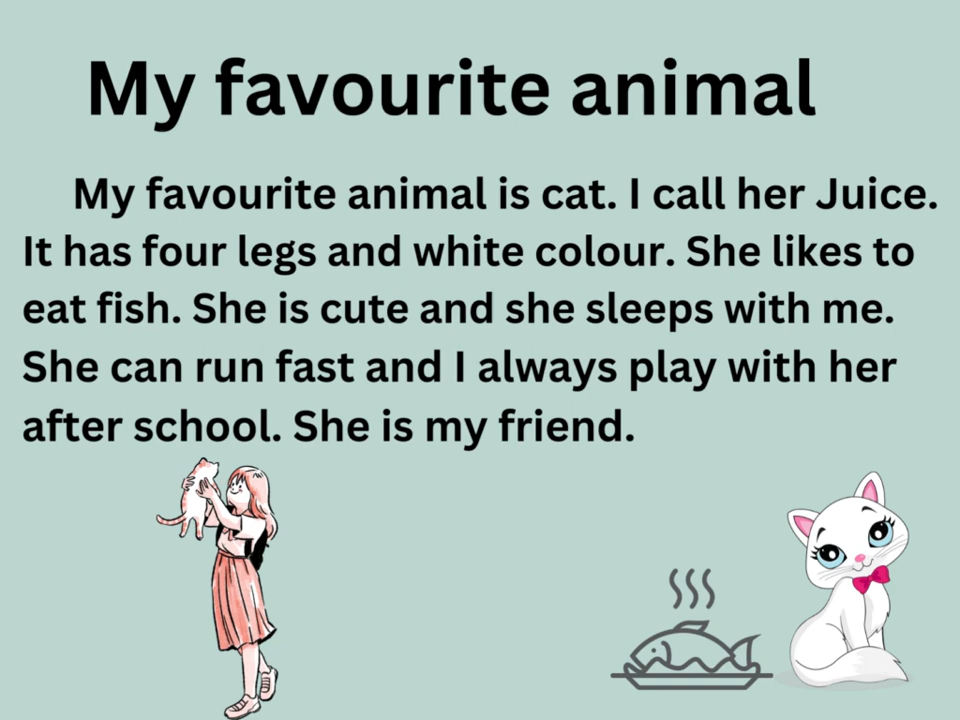 My favourite animal
My favourite animal is cat. I call her Juice.
It has four legs and white colour. She likes to
eat fish. She is cute and she sleeps with me.
She can run fast and I always play with her
after school. She is my friend.